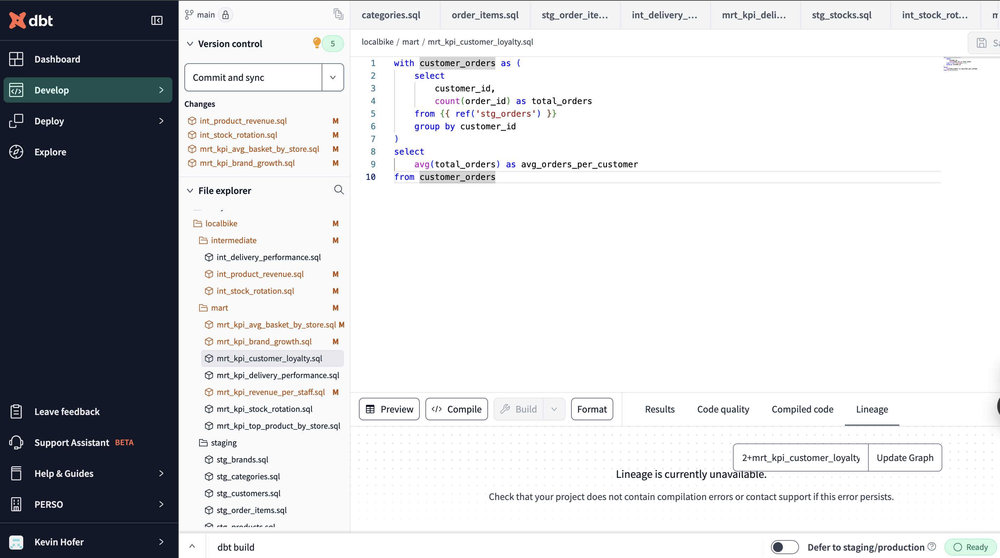 dbt
Dashboard
Develop
Deploy
Explore
Leave feedback
Support Assistant BETA
Help & Guides
PERSO
Kevin Hofer
main
Version control
5
Commit and sync
Changes
int_product_revenue.sql M
int_stock_rotation.sql M
mrt_kpi_avg_basket_by_store.sql M
mrt_kpi_brand_growth.sql M
File explorer
localbike M
intermediate M
int_delivery_performance.sql
int_product_revenue.sql M
int_stock_rotation.sql M
mart M
mrt_kpi_avg_basket_by_store.sql M
mrt_kpi_brand_growth.sql M
mrt_kpi_customer_loyalty.sql
mrt_kpi_delivery_performance.sql
mrt_kpi_revenue_per_staff.sql M
mrt_kpi_stock_rotation.sql
mrt_kpi_top_product_by_store.sql
staging
stg_brands.sql
stg_categories.sql
stg_customers.sql
stg_order_items.sql
stg_products.sql
categories.sql order_items.sql stg_order_ite... int_delivery_... mrt_kpi_deli... stg_stocks.sql int_stock_rot...
localbike / mart / mrt_kpi_customer_loyalty.sql
1 with customer_orders as (
2 select
3 customer_id,
4 count(order_id) as total_orders
5 from {{ ref('stg_orders') }}
6 group by customer_id
7 )
8 select
9 avg(total_orders) as avg_orders_per_customer
10 from customer_orders
Preview </> Compile Build Format Results Code quality Compiled code Lineage
2+mrt_kpi_customer_loyalty Update Graph
Lineage is currently unavailable.
Check that your project does not contain compilation errors or contact support if this error persists.
dbt build
Defer to staging/production ?
Ready